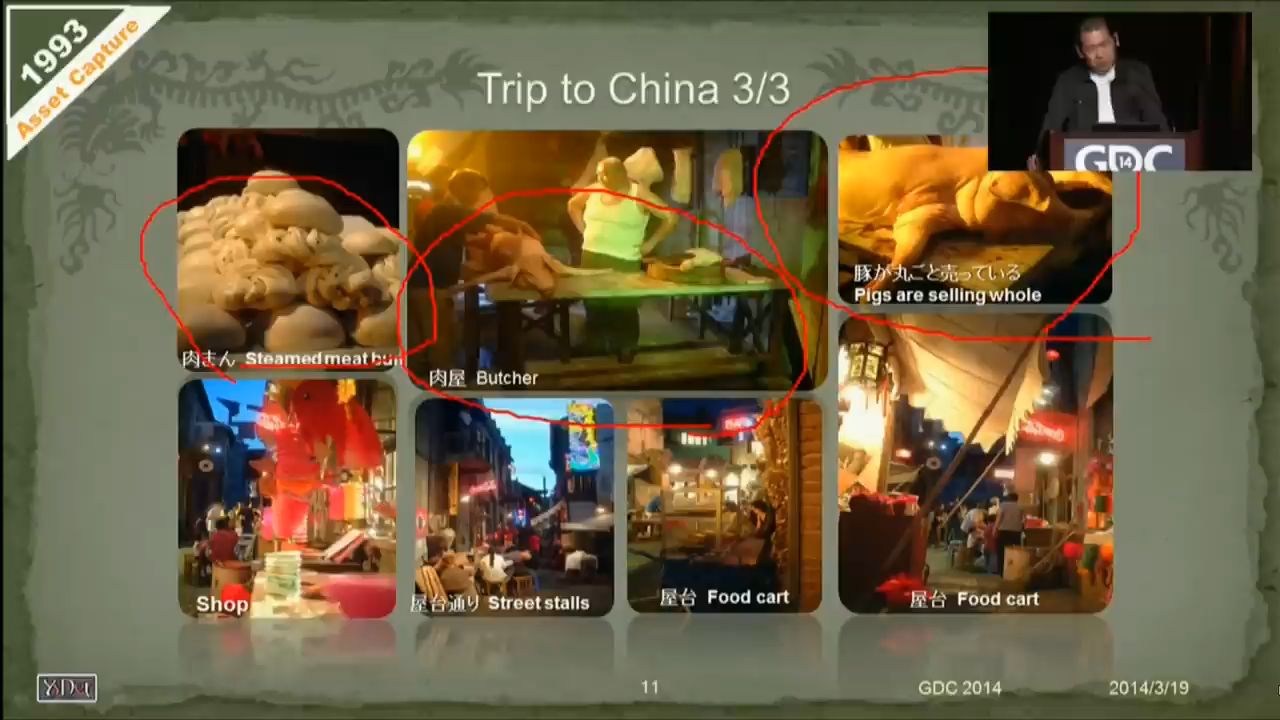 1993
Asset Capture
Trip to China 3/3
GDC
14
豚が丸ごと売っている
Pigs are selling whole
肉まん Steamed meat bun
肉屋 Butcher
Shop
屋台通り Street stalls
屋台 Food cart
屋台 Food cart
11
GDC 2014
2014/3/19